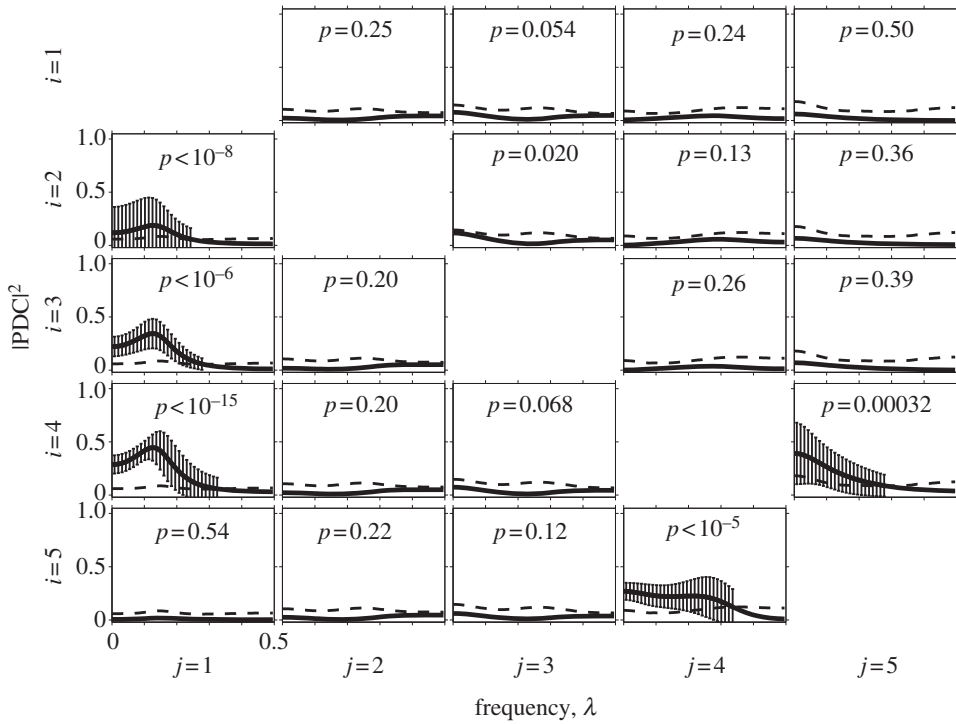 i=1
p=0.25
p=0.054
p=0.24
p=0.50
i=2
1.0
0.5
0
p<10⁻⁸
p=0.020
p=0.13
p=0.36
|PDC|²
i=3
1.0
0.5
0
p<10⁻⁶
p=0.20
p=0.26
p=0.39
i=4
1.0
0.5
0
p<10⁻¹⁵
p=0.20
p=0.068
p=0.00032
i=5
1.0
0.5
0
p=0.54
p=0.22
p=0.12
p<10⁻⁵
0
0.5
j=1
j=2
j=3
j=4
j=5
frequency, λ